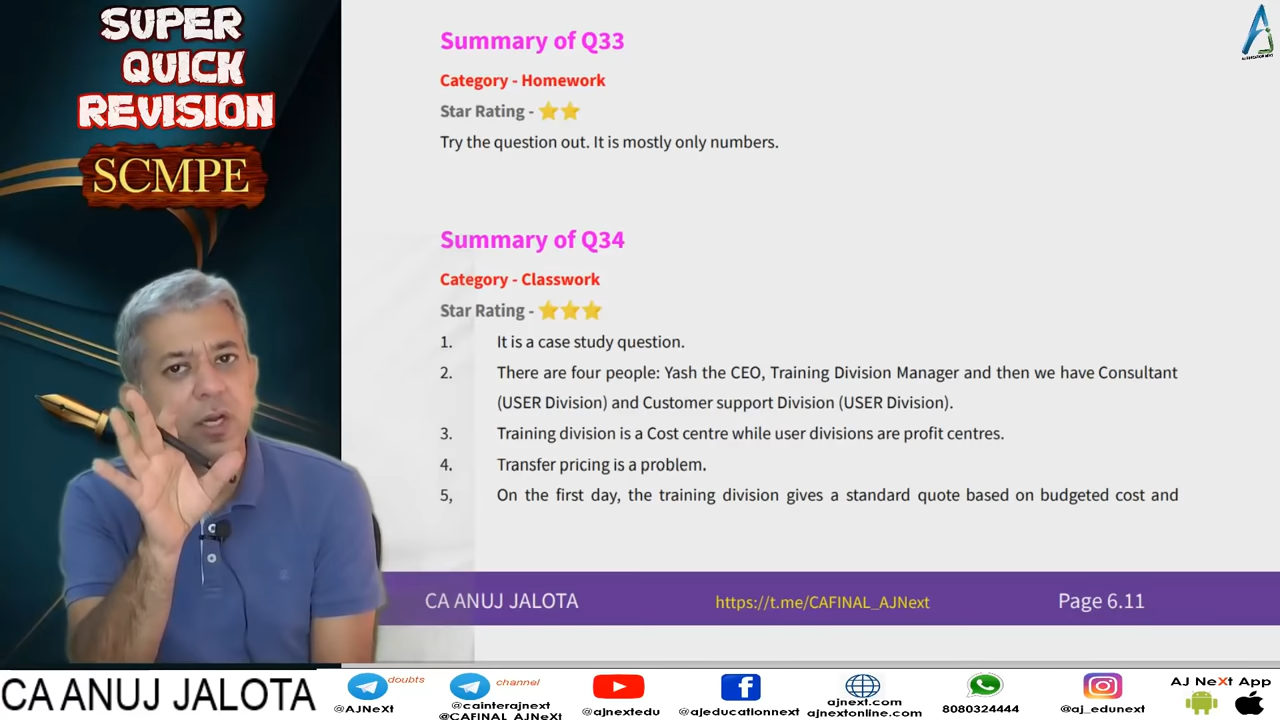 SUPER
QUICK
REVISION
SCMPE
Summary of Q33
Category - Homework
Star Rating - ⭐⭐
Try the question out. It is mostly only numbers.
Summary of Q34
Category - Classwork
Star Rating - ⭐⭐⭐
1. It is a case study question.
2. There are four people: Yash the CEO, Training Division Manager and then we have Consultant
(USER Division) and Customer support Division (USER Division).
3. Training division is a Cost centre while user divisions are profit centres.
4. Transfer pricing is a problem.
5, On the first day, the training division gives a standard quote based on budgeted cost and
CA ANUJ JALOTA https://t.me/CAFINAL_AJNext Page 6.11
CA ANUJ JALOTA
doubts
@AJNeXt
channel
@cainterajnext
@CAFINAL_AJNeXt
@ajnextedu
@ajeducationnext
ajnext.com
ajnextonline.com
8080324444
@aj_edunext
AJ NeXt App